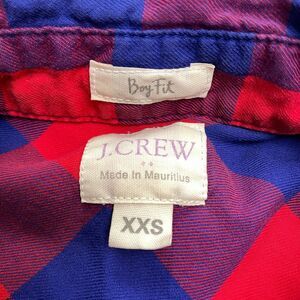 Boy Fit
J.CREW
Made In Mauritius
XXS